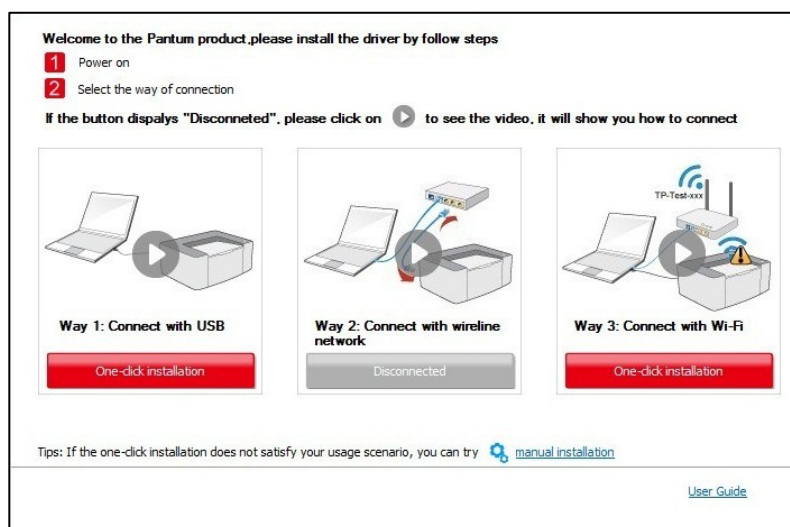 Welcome to the Pantum product,please install the driver by follow steps
1 Power on
2 Select the way of connection
If the button dispalys "Disconneted", please click on to see the video, it will show you how to connect
TP-Test-xxx
Way 1: Connect with USB
One-click installation
Way 2: Connect with wireline
network
Disconnected
Way 3: Connect with Wi-Fi
One-click installation
Tips: If the one-click installation does not satisfy your usage scenario, you can try manual installation
User Guide